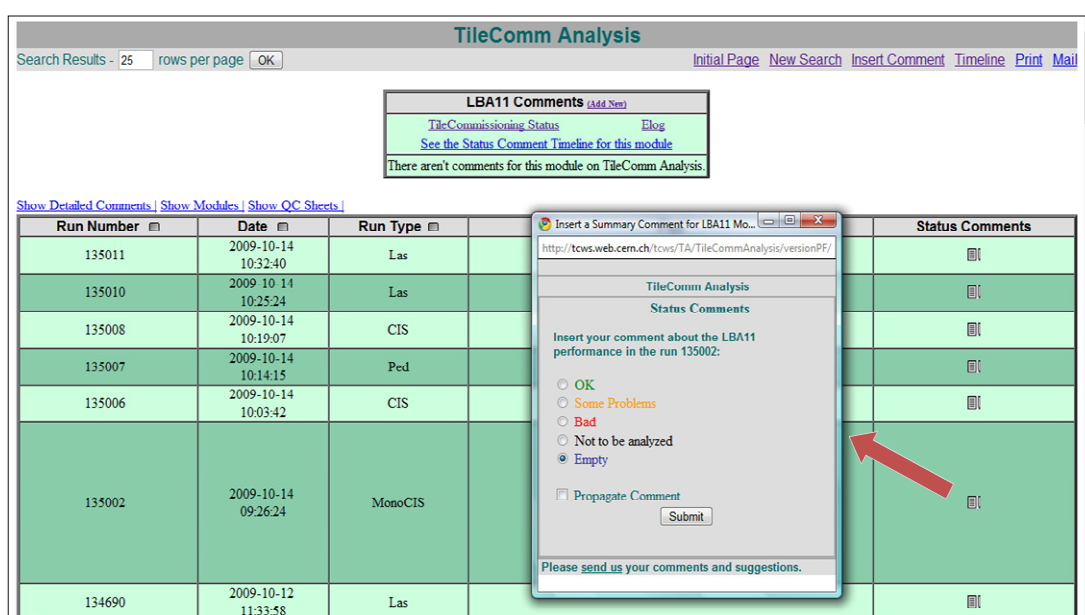 TileComm Analysis
Search Results - 25 rows per page OK
Initial Page New Search Insert Comment Timeline Print Mail
LBA11 Comments (Add New)
TileCommissioning Status Elog
See the Status Comment Timeline for this module
There aren't comments for this module on TileComm Analysis.
Show Detailed Comments | Show Modules | Show QC Sheets |
Run Number Date Run Type Status Comments
135011 2009-10-14 10:32:40 Las
135010 2009-10-14 10:25:24 Las
135008 2009-10-14 10:19:07 CIS
135007 2009-10-14 10:14:15 Ped
135006 2009-10-14 10:03:42 CIS
135002 2009-10-14 09:26:24 MonoCIS
134690 2009-10-12 11:33:58 Las
Insert a Summary Comment for LBA11 Mo...
http://tcws.web.cern.ch/tcws/TA/TileCommAnalysis/versionPF/
TileComm Analysis
Status Comments
Insert your comment about the LBA11
performance in the run 135002:
OK
Some Problems
Bad
Not to be analyzed
Empty
Propagate Comment
Submit
Please send us your comments and suggestions.